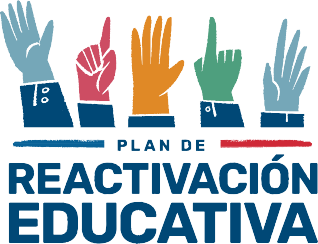 PLAN DE
REACTIVACIÓN
EDUCATIVA